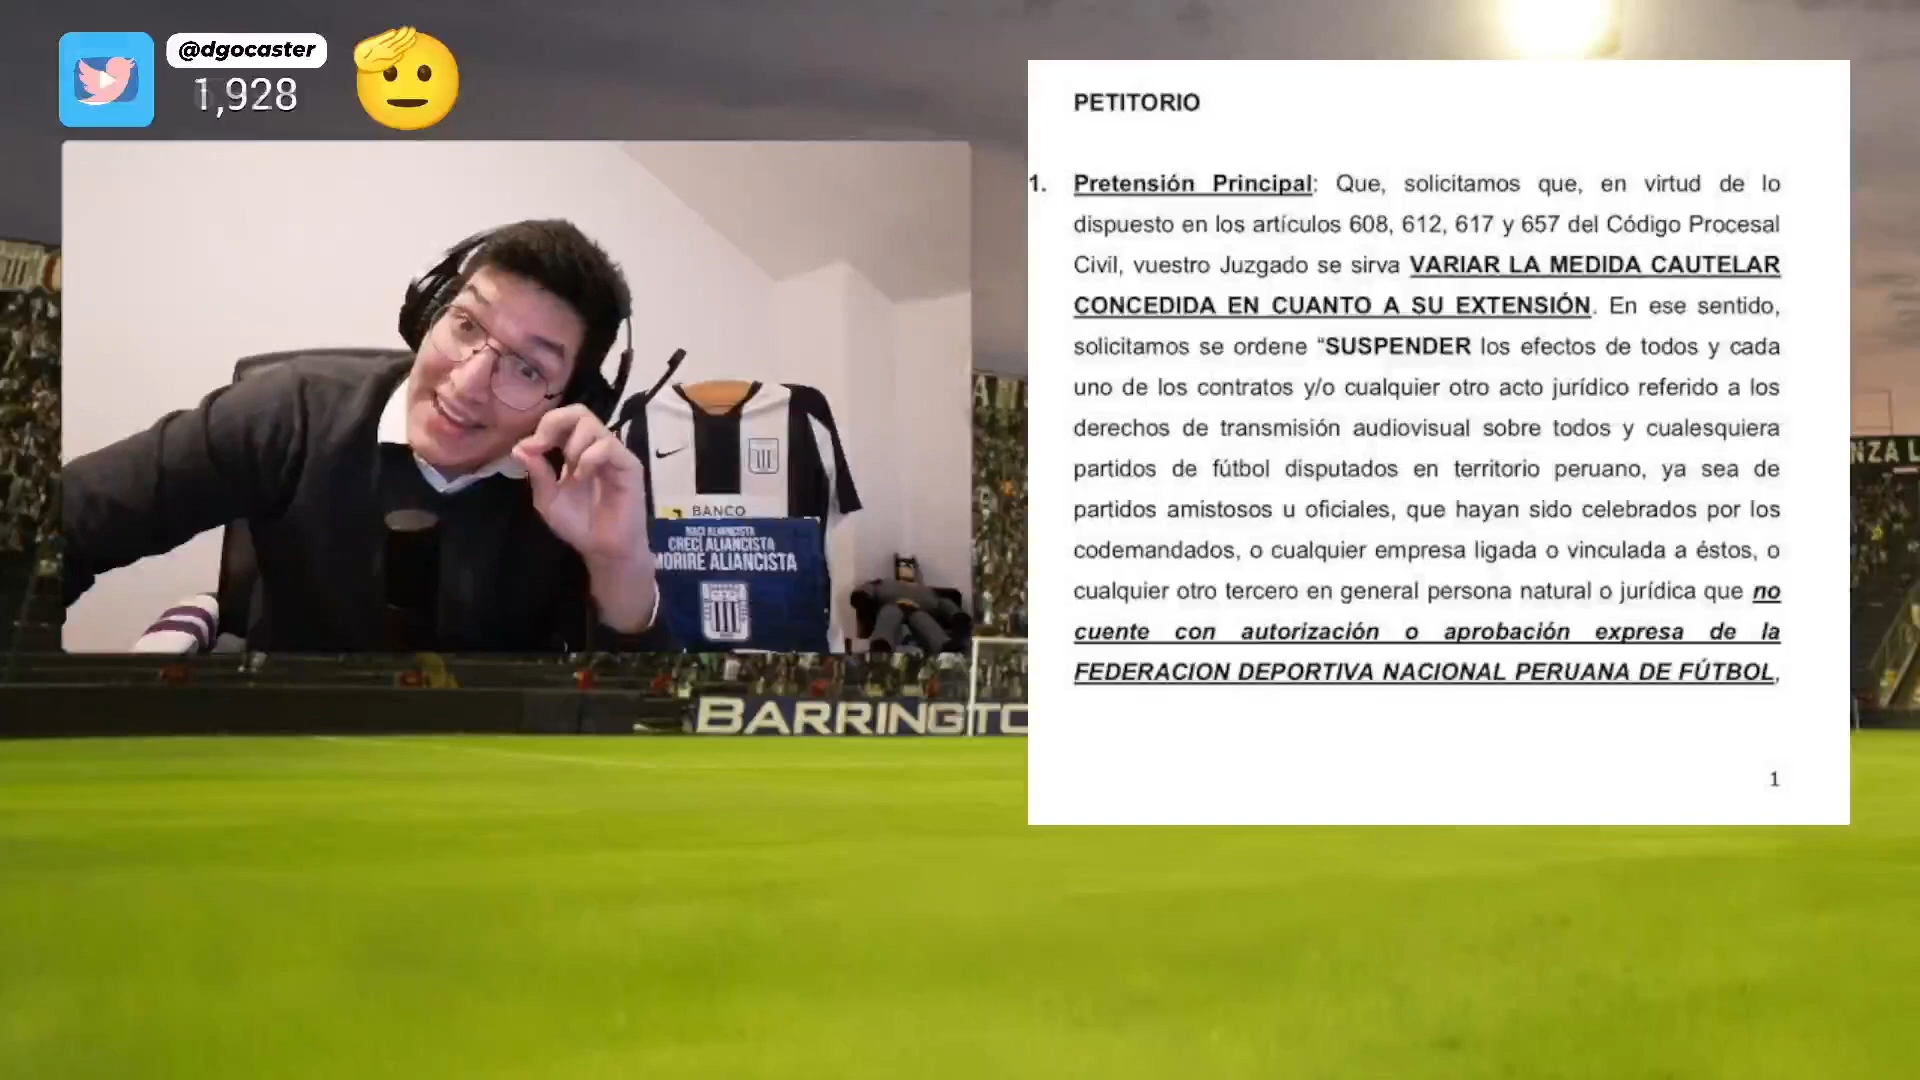 @dgocaster
1,928
BANCO
NACI ALIANCISTA
CRECI ALIANCISTA
MORIRE ALIANCISTA
BARRINGTO
NZA L
PETITORIO
1. Pretensión Principal: Que, solicitamos que, en virtud de lo
dispuesto en los artículos 608, 612, 617 y 657 del Código Procesal
Civil, vuestro Juzgado se sirva VARIAR LA MEDIDA CAUTELAR
CONCEDIDA EN CUANTO A SU EXTENSIÓN. En ese sentido,
solicitamos se ordene “SUSPENDER los efectos de todos y cada
uno de los contratos y/o cualquier otro acto jurídico referido a los
derechos de transmisión audiovisual sobre todos y cualesquiera
partidos de fútbol disputados en territorio peruano, ya sea de
partidos amistosos u oficiales, que hayan sido celebrados por los
codemandados, o cualquier empresa ligada o vinculada a éstos, o
cualquier otro tercero en general persona natural o jurídica que no
cuente con autorización o aprobación expresa de la
FEDERACION DEPORTIVA NACIONAL PERUANA DE FÚTBOL,
1